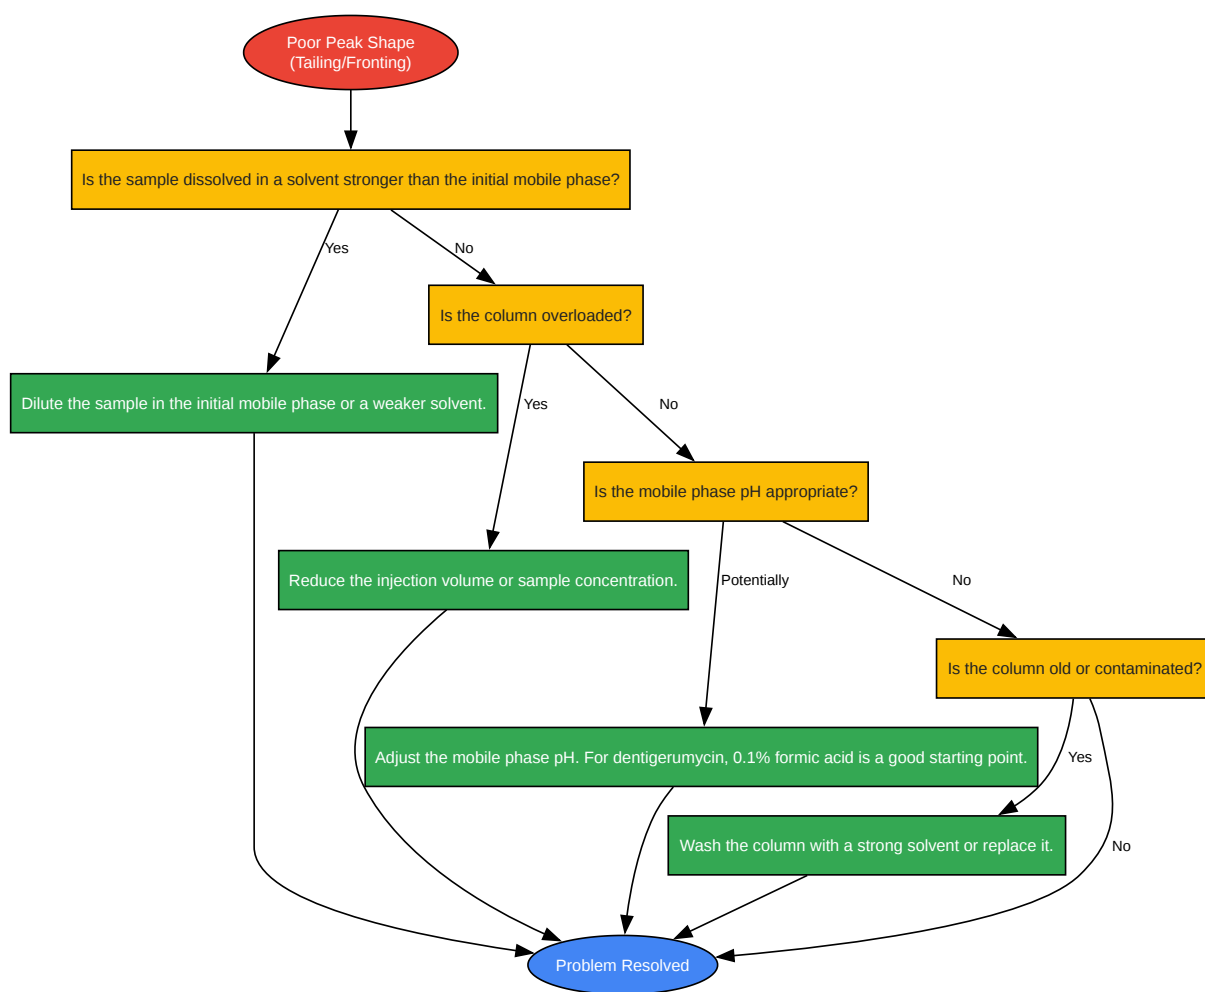 Poor Peak Shape
(Tailing/Fronting)
Is the sample dissolved in a solvent stronger than the initial mobile phase?
Yes
No
Is the column overloaded?
Dilute the sample in the initial mobile phase or a weaker solvent.
Yes
No
Is the mobile phase pH appropriate?
Reduce the injection volume or sample concentration.
Potentially
No
Is the column old or contaminated?
Adjust the mobile phase pH. For dentigerumycin, 0.1% formic acid is a good starting point.
Yes
Wash the column with a strong solvent or replace it.
No
Problem Resolved